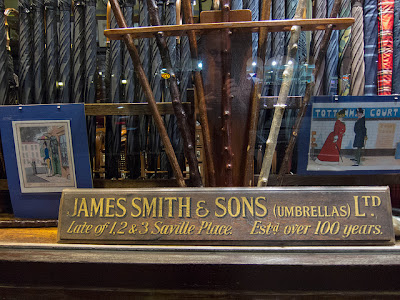 TOTTENHAM COURT
JAMES SMITH & SONS (UMBRELLAS) LTD.
Late of 1, 2 & 3 Saville Place. Estd over 100 years.